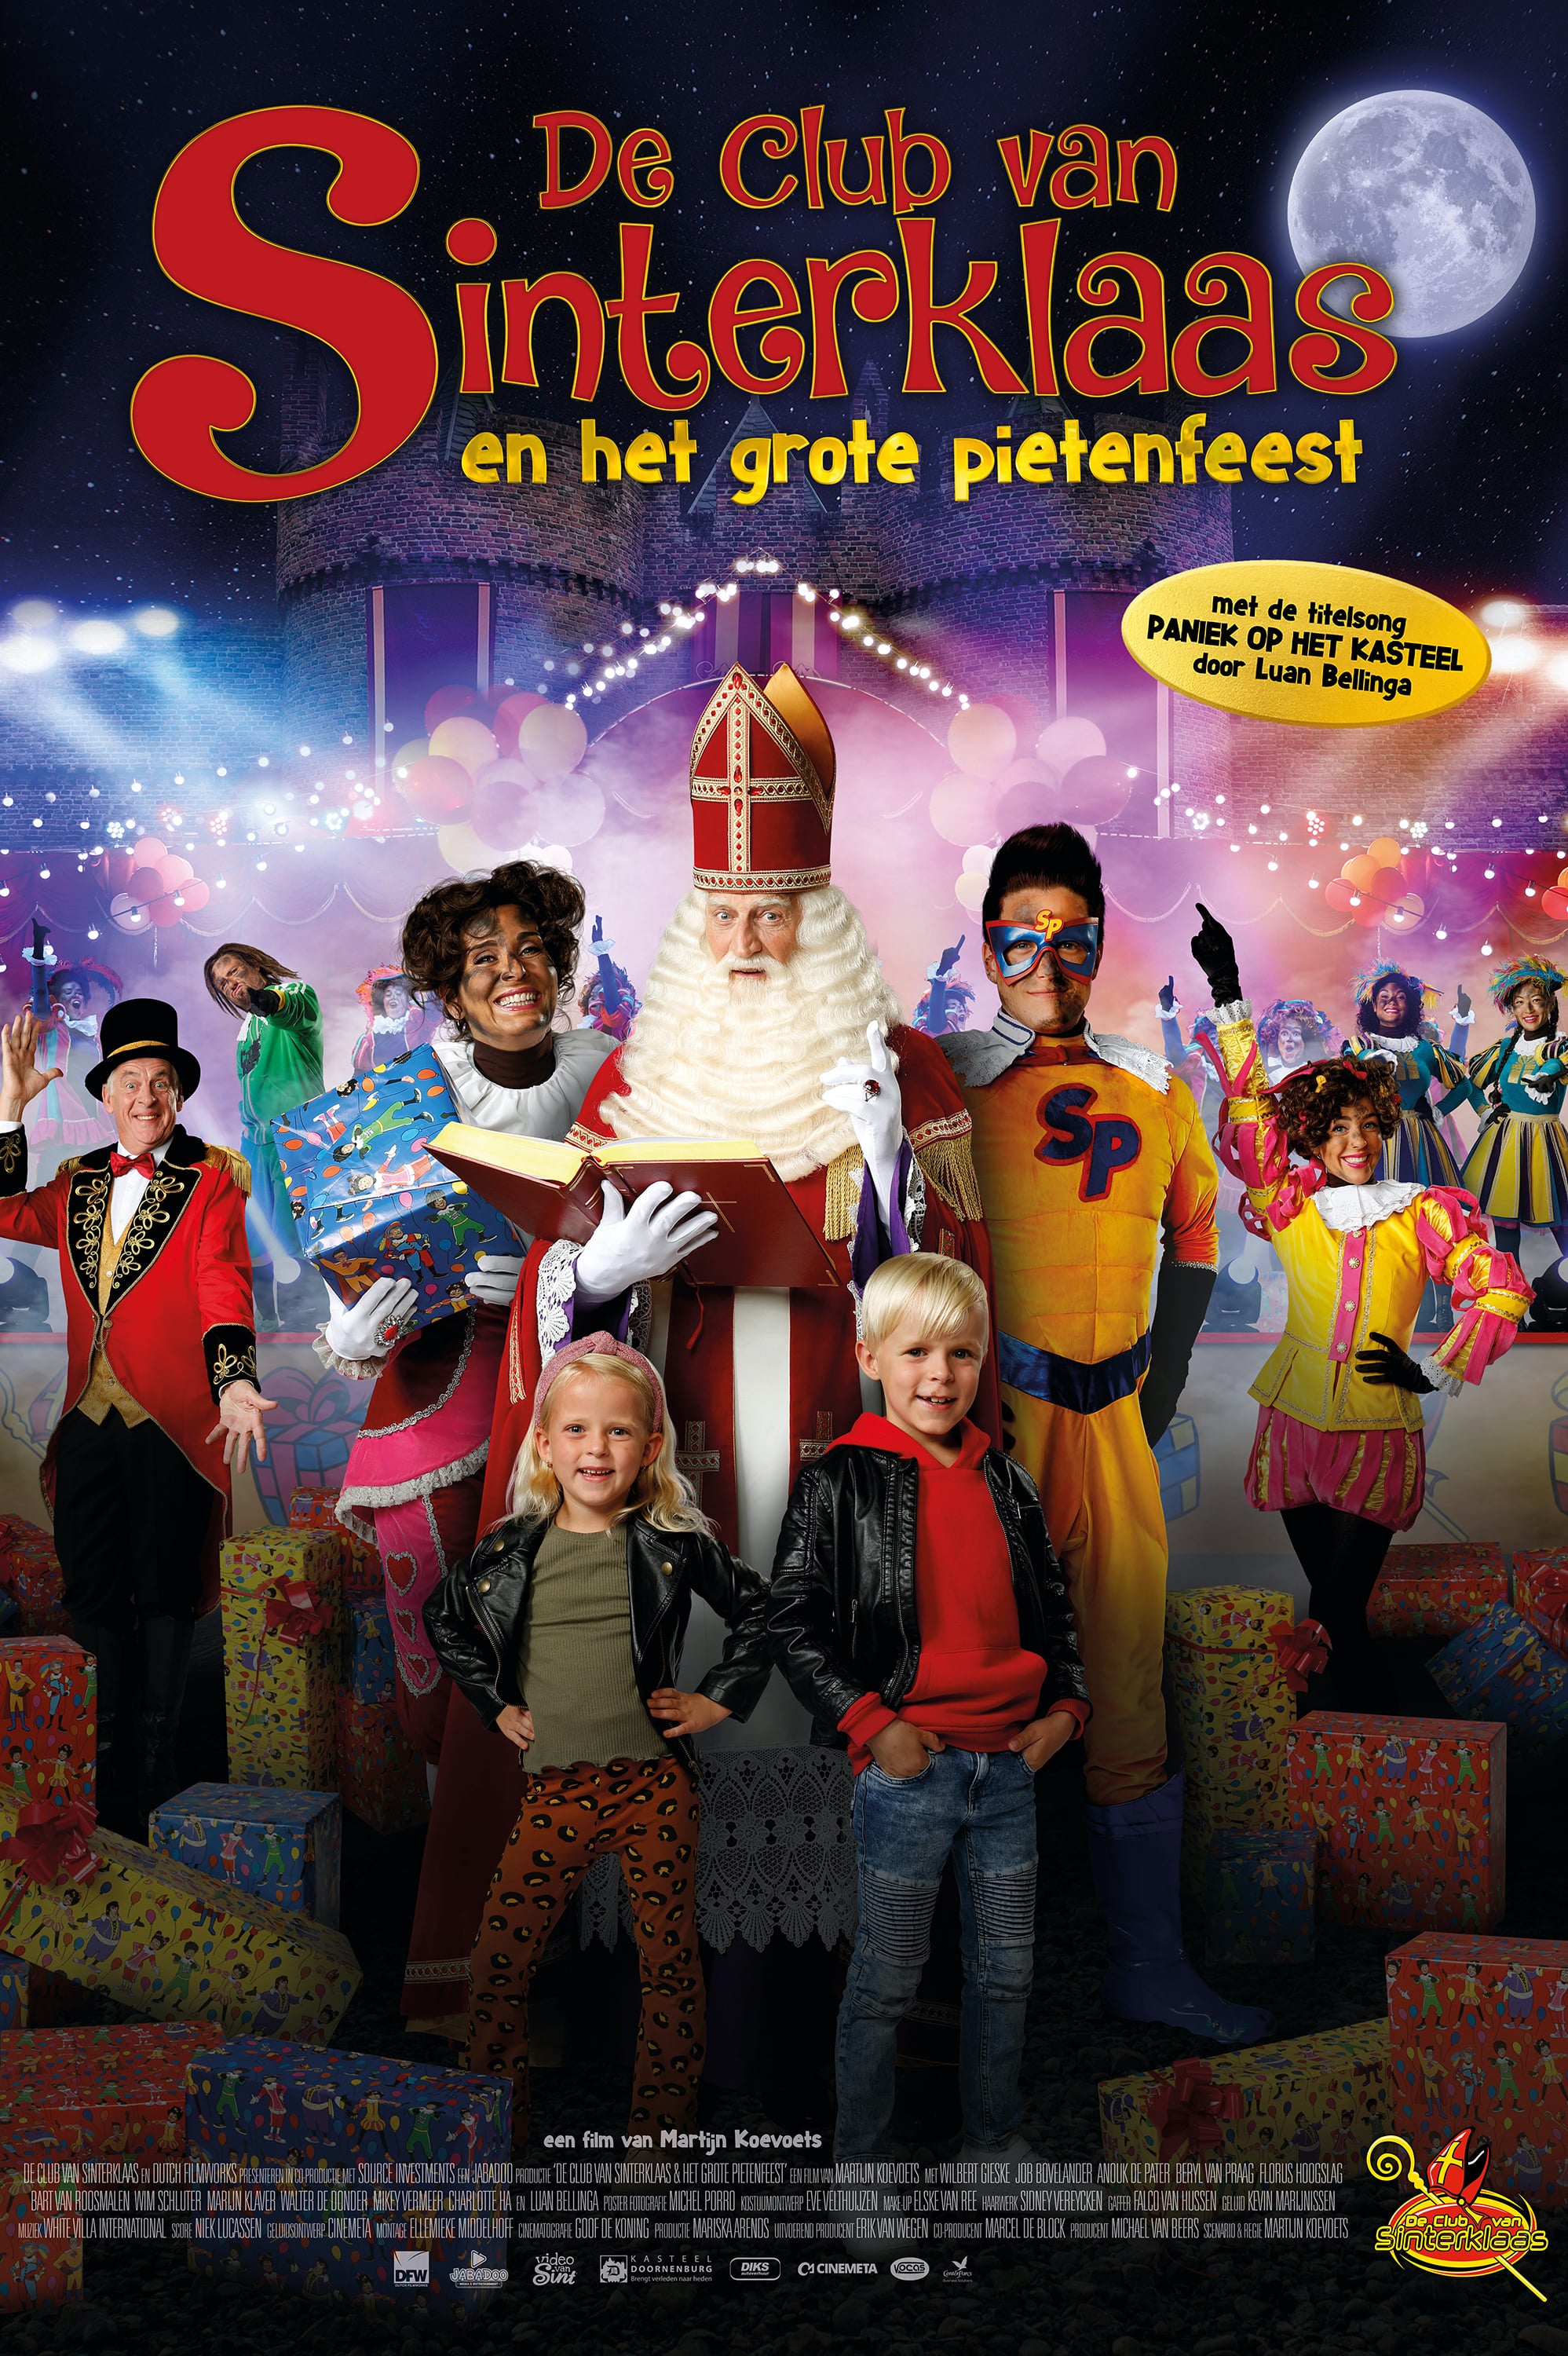 De Club van
Sinterklaas
en het grote pietenfeest
met de titelsong
PANIEK OP HET KASTEEL
door Luan Bellinga
SP
SP
een film van Martijn Koevoets
DE CLUB VAN SINTERKLAAS EN DUTCH FILMWORKS PRESENTEREN IN CO-PRODUCTIE MET SOURCE INVESTMENTS EEN JABADOO PRODUCTIE 'DE CLUB VAN SINTERKLAAS & HET GROTE PIETENFEEST' EEN FILM VAN MARTIJN KOEVOETS MET WILBERT GIESKE JOB BOVELANDER ANOUK DE PATER BERYL VAN PRAAG FLORUS HOOGSLAG
BART VAN ROOSMALEN WIM SCHLUTER MARIJN KLAVER WALTER DE DONDER MIKEY VERMEER CHARLOTTE HA EN LUAN BELLINGA POSTER FOTOGRAFIE MICHEL PORRO KOSTUUMONTWERP EVE VELTHUIJZEN MAKE-UP ELSKE VAN REE HAARWERK SIDNEY VEREYCKEN GAFFER FALCO VAN HUSSEN GELUID KEVIN MARIJNISSEN
MUZIEK WHITE VILLA INTERNATIONAL SCORE NIEK LUCASSEN GELUIDSONTWERP CINEMETA MONTAGE ELLEMIEKE MIDDELHOFF CINEMATOGRAFIE GOOF DE KONING PRODUCTIE MARISKA ARENDS UITVOEREND PRODUCENT ERIK VAN WEGEN CO-PRODUCENT MARCEL DE BLOCK PRODUCENT MICHAEL VAN BEERS SCENARIO & REGIE MARTIJN KOEVOETS
De Club van
Sinterklaas
DFW
DUTCH FILMWORKS
JABADOO
video van Sint
KASTEEL
DOORNENBURG
Brengt verleden naar heden
DIKS
CINEMETA
VOCAS